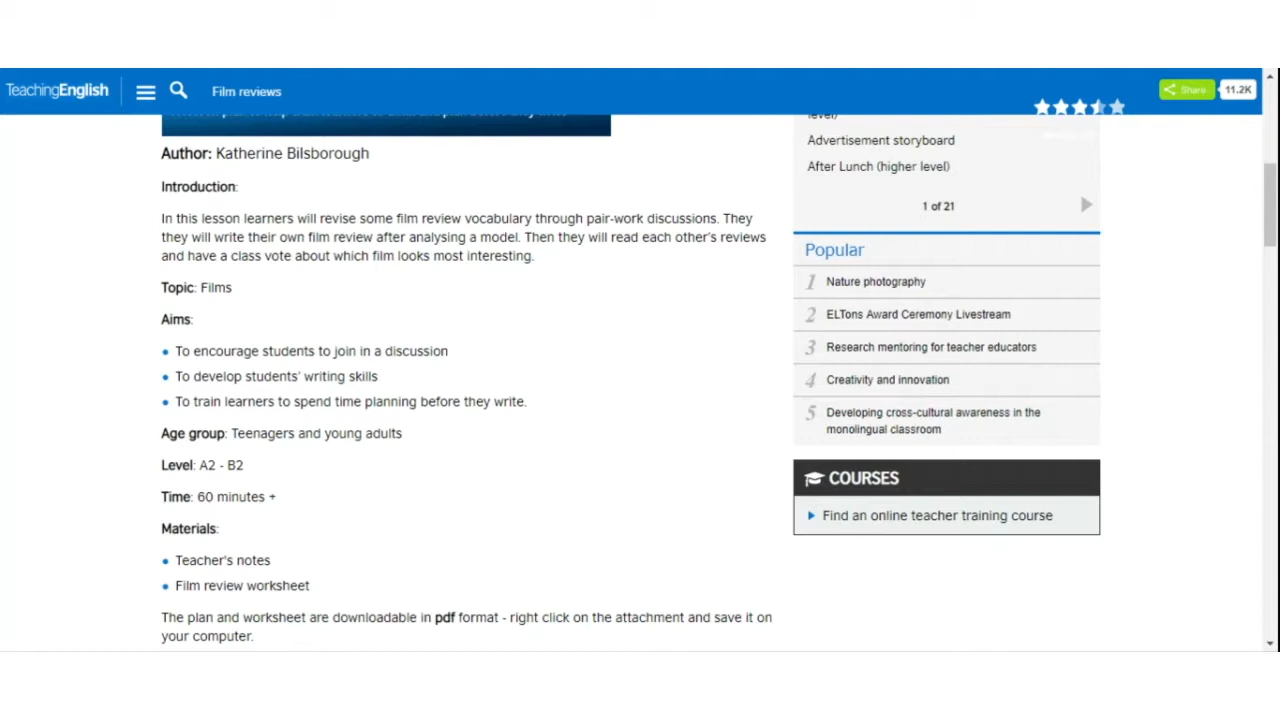 TeachingEnglish
Film reviews
Share
11.2K
Author: Katherine Bilsborough
Introduction:
In this lesson learners will revise some film review vocabulary through pair-work discussions. They
they will write their own film review after analysing a model. Then they will read each other's reviews
and have a class vote about which film looks most interesting.
Topic: Films
Aims:
To encourage students to join in a discussion
To develop students' writing skills
To train learners to spend time planning before they write.
Age group: Teenagers and young adults
Level: A2 - B2
Time: 60 minutes +
Materials:
Teacher's notes
Film review worksheet
The plan and worksheet are downloadable in pdf format - right click on the attachment and save it on
your computer.
level)
Advertisement storyboard
After Lunch (higher level)
1 of 21
Popular
1 Nature photography
2 ELTons Award Ceremony Livestream
3 Research mentoring for teacher educators
4 Creativity and innovation
5 Developing cross-cultural awareness in the
monolingual classroom
COURSES
Find an online teacher training course